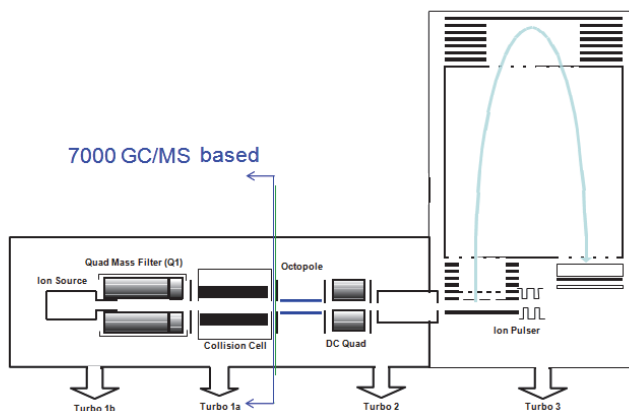 7000 GC/MS based
Quad Mass Filter (Q1)
Octopole
Ion Source
Ion Pulser
Collision Cell
DC Quad
Turbo 1b
Turbo 1a
Turbo 2
Turbo 3